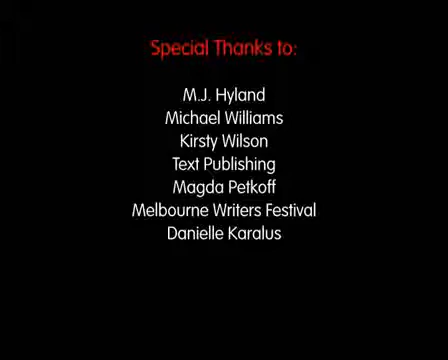 Special Thanks to:
M.J. Hyland
Michael Williams
Kirsty Wilson
Text Publishing
Magda Petkoff
Melbourne Writers Festival
Danielle Karalus